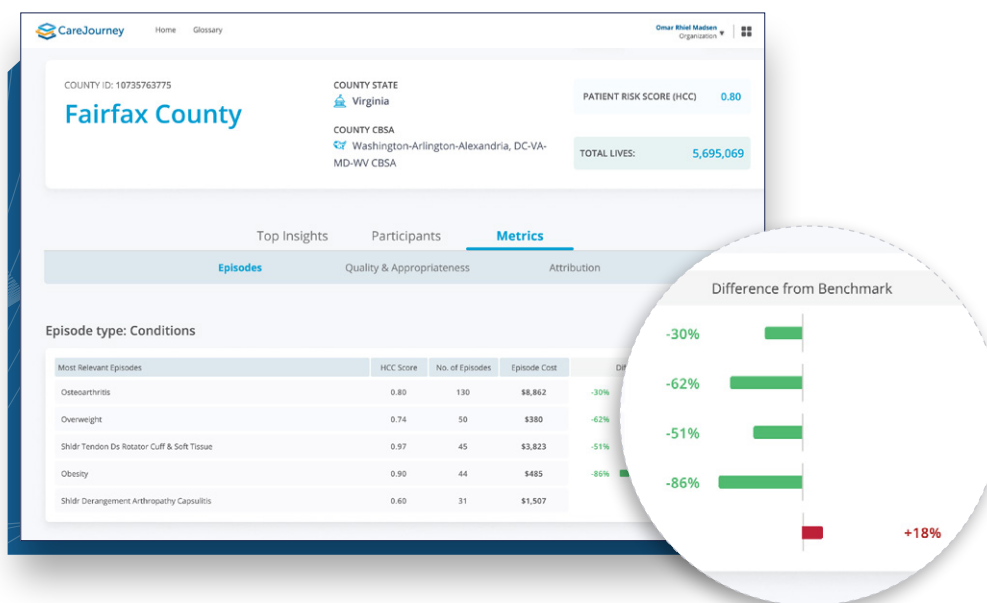 CareJourney Home Glossary Omar Rhiel Madsen
Organization
COUNTY ID: 10735763775
Fairfax County
COUNTY STATE
Virginia
COUNTY CBSA
Washington-Arlington-Alexandria, DC-VA-
MD-WV CBSA
PATIENT RISK SCORE (HCC) 0.80
TOTAL LIVES: 5,695,069
Top Insights Participants Metrics
Episodes Quality & Appropriateness Attribution
Episode type: Conditions
Most Relevant Episodes HCC Score No. of Episodes Episode Cost
Osteoarthritis 0.80 130 $8,862 -30%
Overweight 0.74 50 $380 -62%
Shldr Tendon Ds Rotator Cuff & Soft Tissue 0.97 45 $3,823 -51%
Obesity 0.90 44 $485 -86%
Shldr Derangement Arthropathy Capsulitis 0.60 31 $1,507
Difference from Benchmark
-30%
-62%
-51%
-86%
+18%